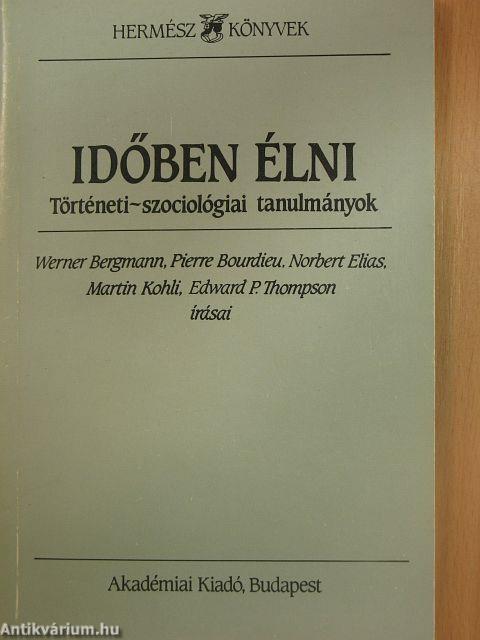 HERMÉSZ KÖNYVEK
IDŐBEN ÉLNI
Történeti~szociológiai tanulmányok
Werner Bergmann, Pierre Bourdieu, Norbert Elias,
Martin Kohli, Edward P. Thompson
írásai
Akadémiai Kiadó, Budapest
Antikvárium.hu